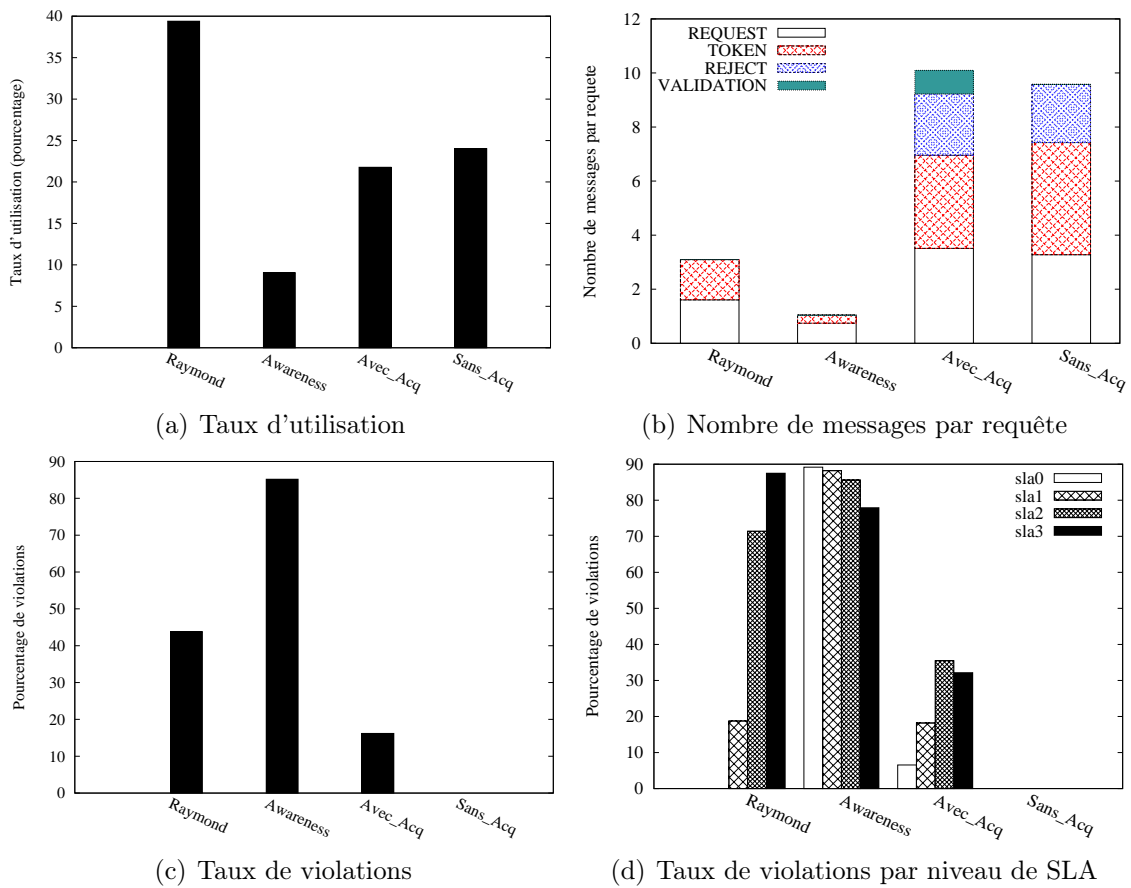 40
35
30
25
20
15
10
5
0
Taux d'utilisation (pourcentage)
Raymond
Awareness
Avec_Acq
Sans_Acq
(a) Taux d'utilisation
12
10
8
6
4
2
0
Nombre de messages par requete
REQUEST
TOKEN
REJECT
VALIDATION
Raymond
Awareness
Avec_Acq
Sans_Acq
(b) Nombre de messages par requête
90
80
70
60
50
40
30
20
10
0
Pourcentage de violations
Raymond
Awareness
Avec_Acq
Sans_Acq
(c) Taux de violations
90
80
70
60
50
40
30
20
10
0
Pourcentage de violations
sla0
sla1
sla2
sla3
Raymond
Awareness
Avec_Acq
Sans_Acq
(d) Taux de violations par niveau de SLA